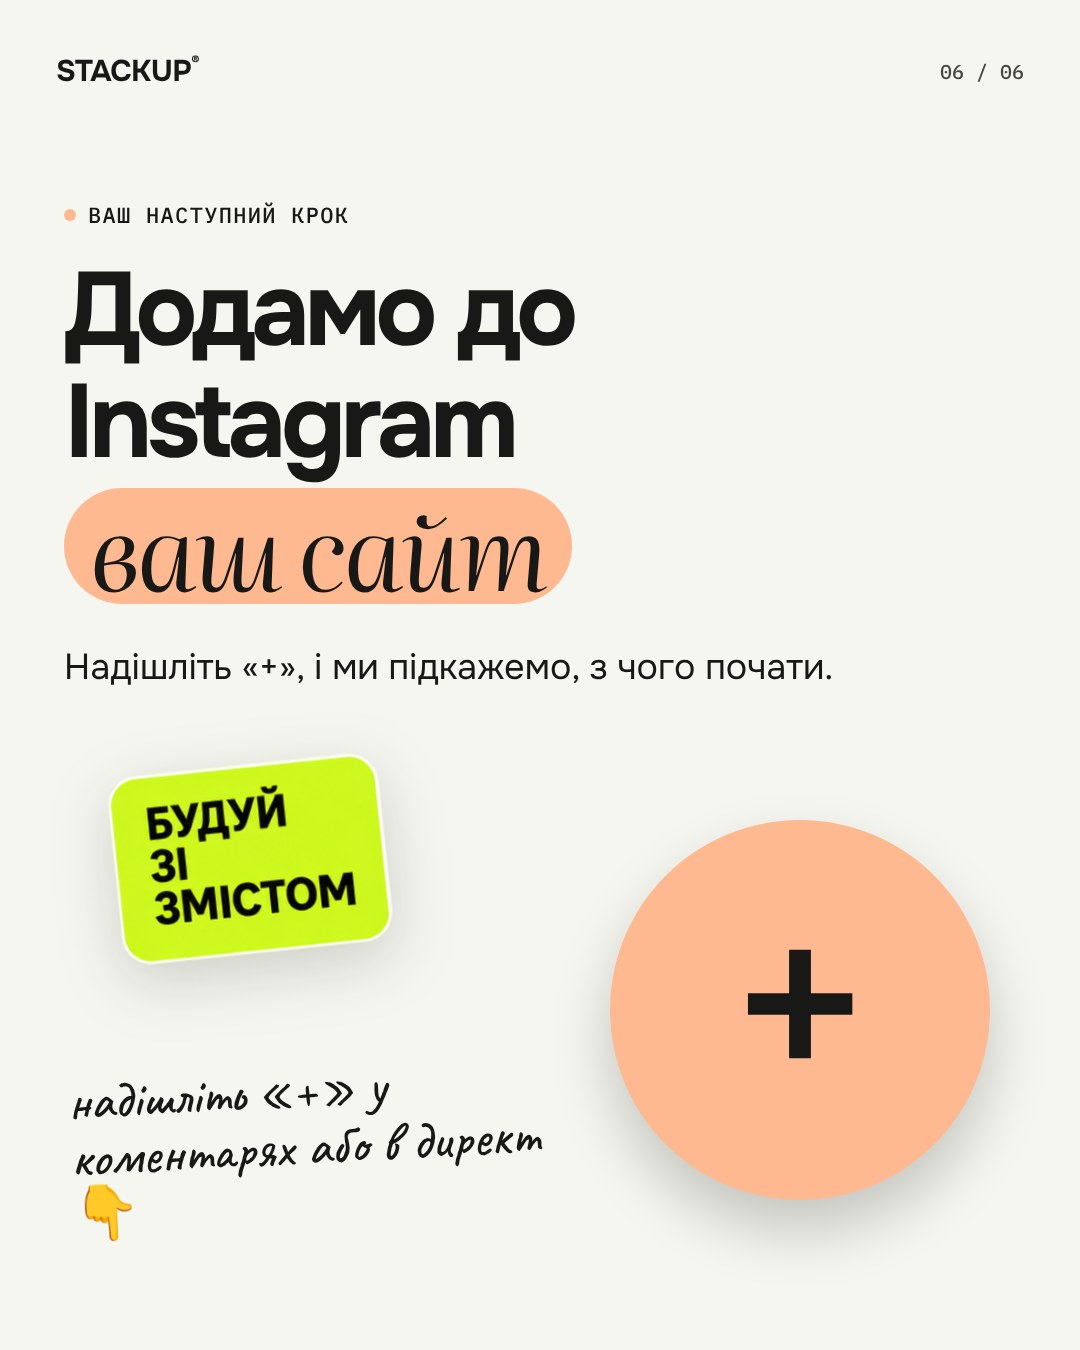 STACKUP®
06 / 06
ВАШ НАСТУПНИЙ КРОК
Додамо до
Instagram
ваш сайт
Надішліть «+», і ми підкажемо, з чого почати.
БУДУЙ
ЗІ
ЗМІСТОМ
+
надішліть «+» у
коментарях або в директ
👇